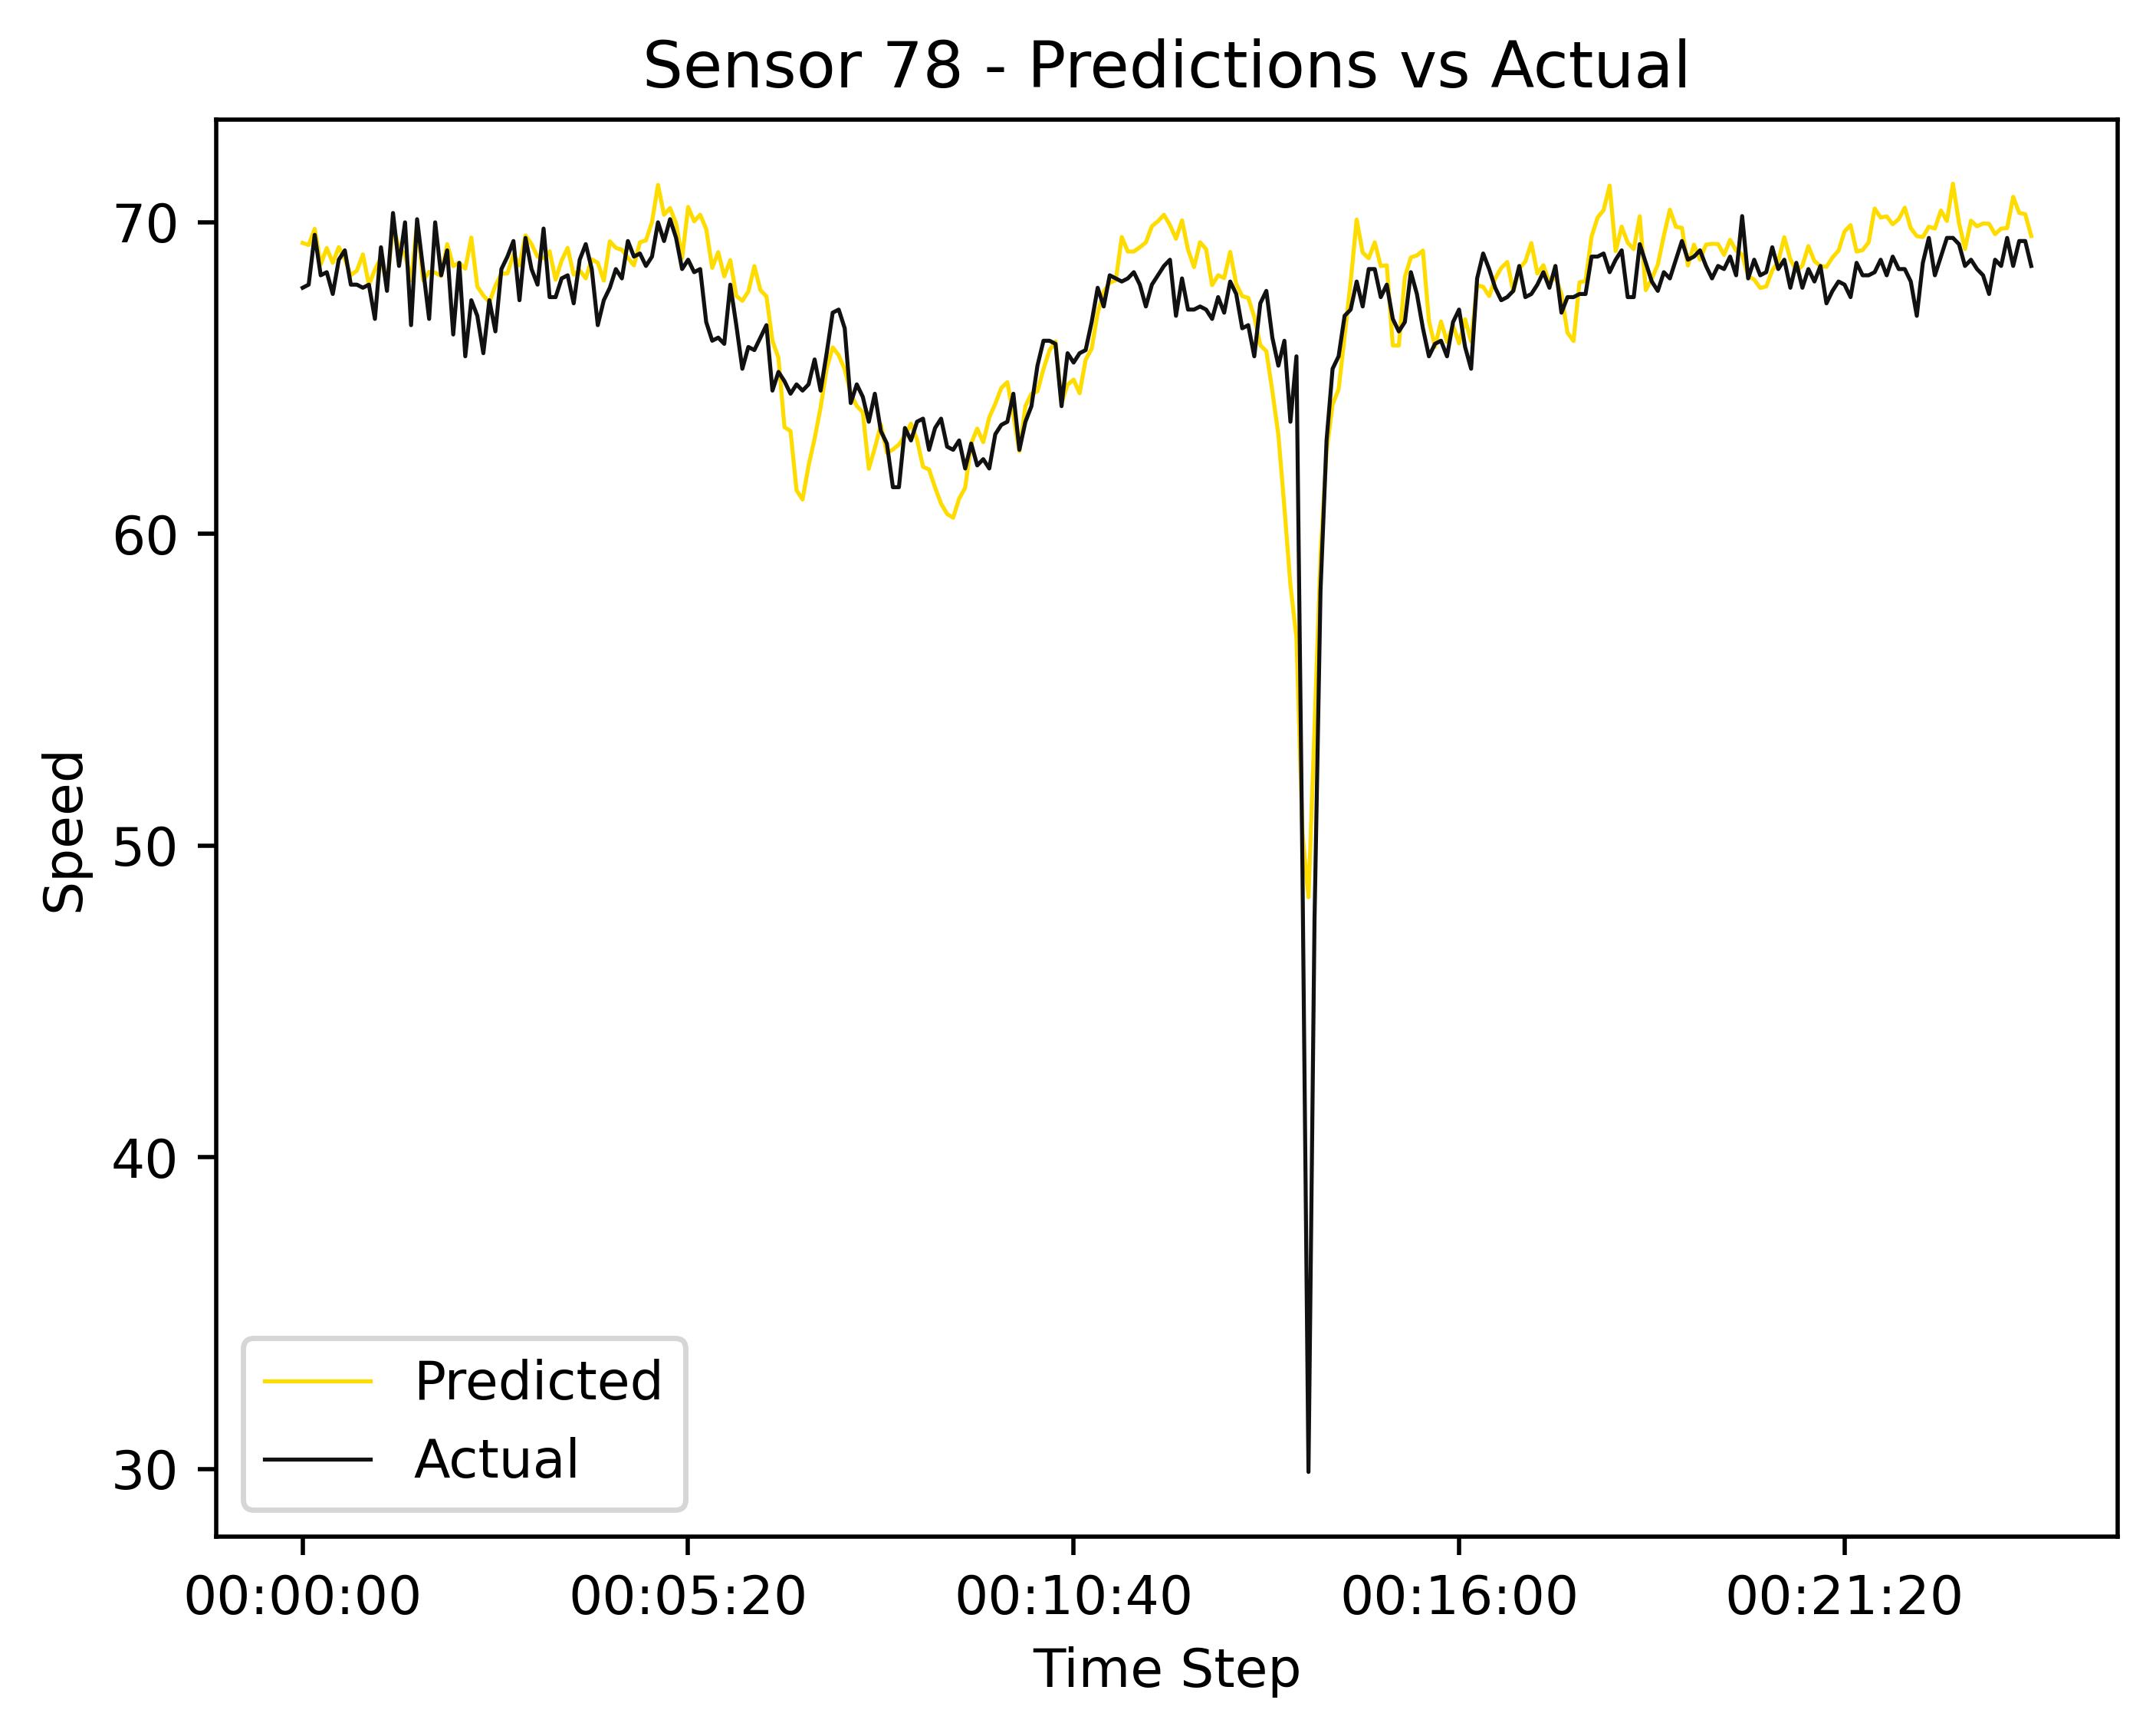 Sensor 78 - Predictions vs Actual
70
60
50
40
30
Speed
Predicted
Actual
00:00:00 00:05:20 00:10:40 00:16:00 00:21:20
Time Step